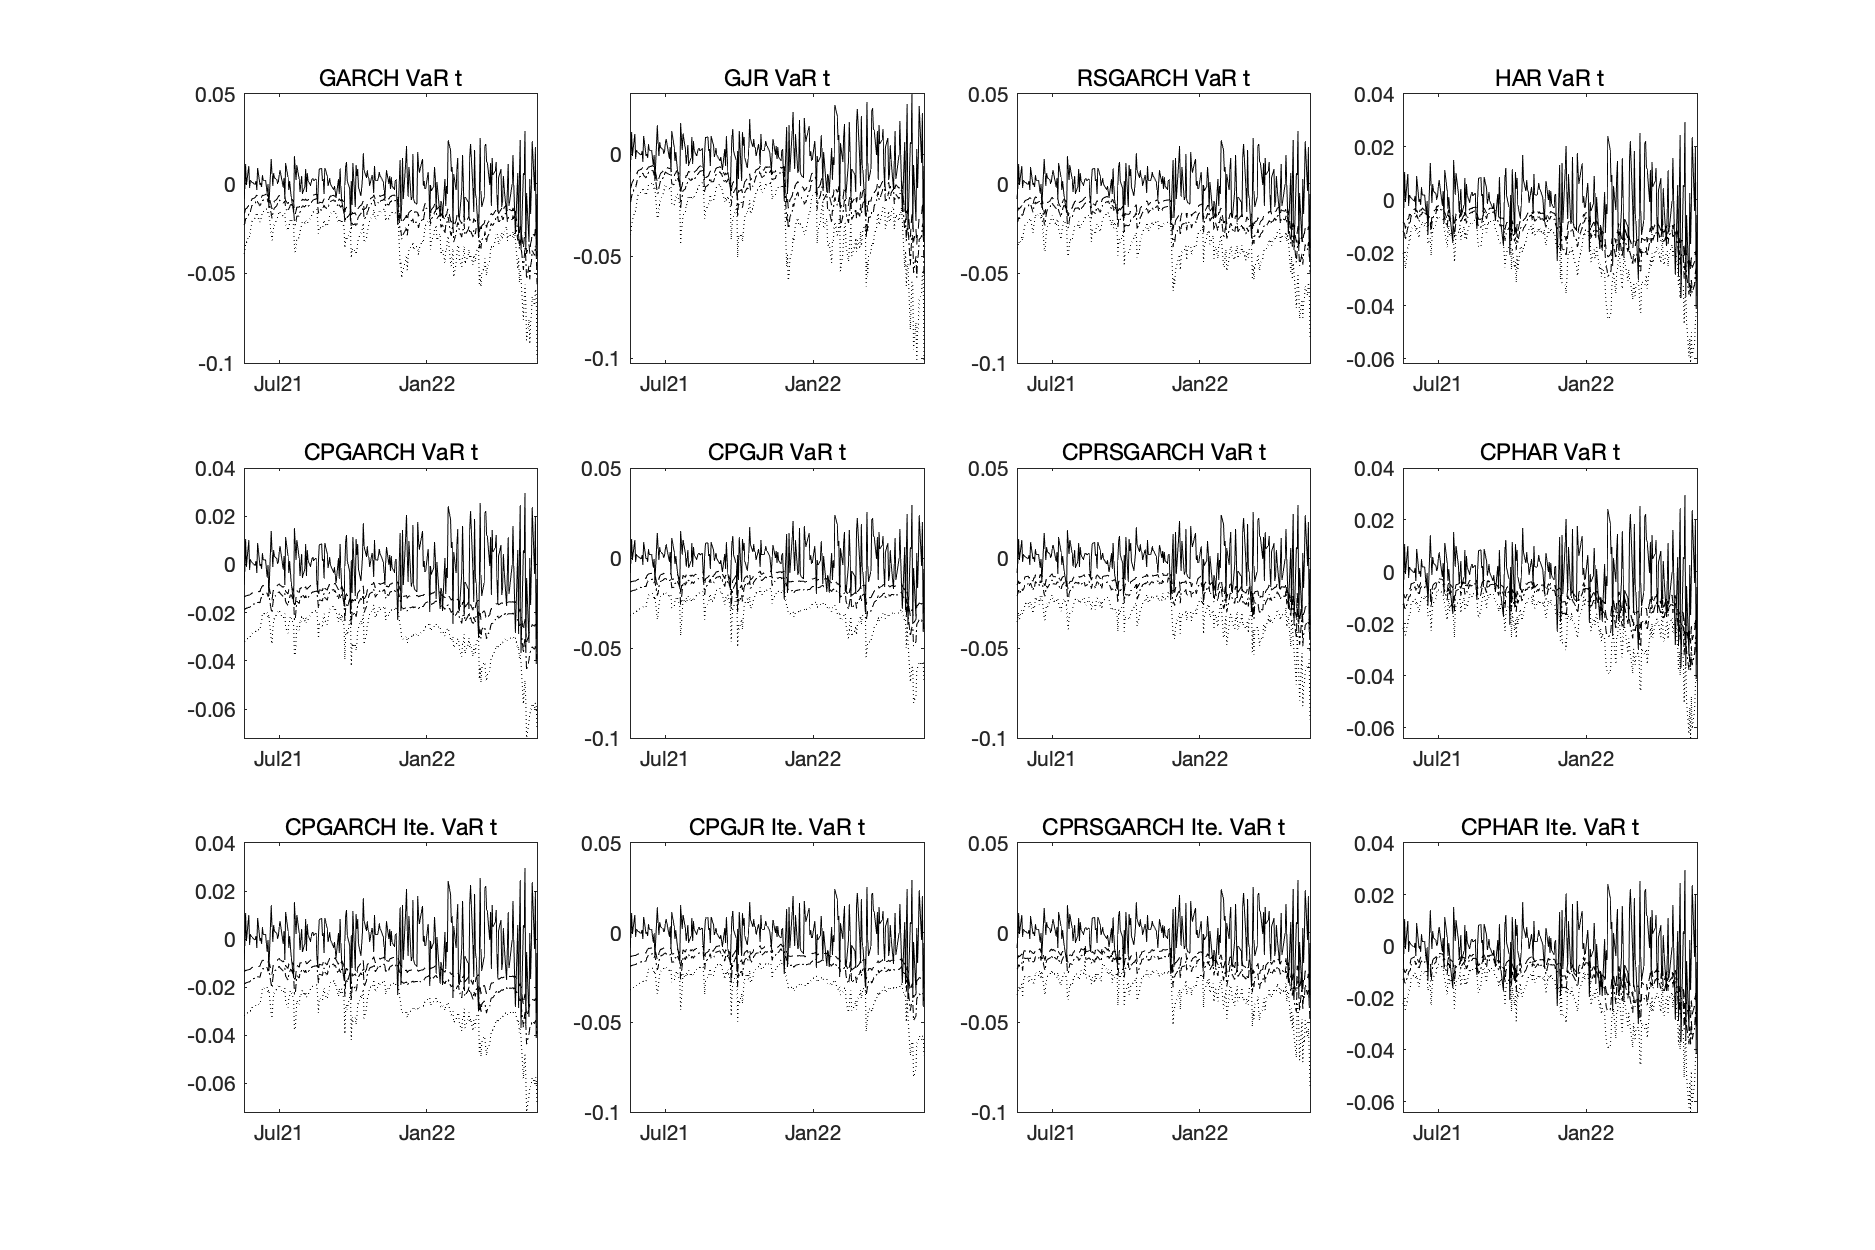 GARCH VaR t
0.05
0
-0.05
-0.1
Jul21 Jan22
GJR VaR t
0
-0.05
-0.1
Jul21 Jan22
RSGARCH VaR t
0.05
0
-0.05
-0.1
Jul21 Jan22
HAR VaR t
0.04
0.02
0
-0.02
-0.04
-0.06
Jul21 Jan22
CPGARCH VaR t
0.04
0.02
0
-0.02
-0.04
-0.06
Jul21 Jan22
CPGJR VaR t
0.05
0
-0.05
-0.1
Jul21 Jan22
CPRSGARCH VaR t
0.05
0
-0.05
-0.1
Jul21 Jan22
CPHAR VaR t
0.04
0.02
0
-0.02
-0.04
-0.06
Jul21 Jan22
CPGARCH Ite. VaR t
0.04
0.02
0
-0.02
-0.04
-0.06
Jul21 Jan22
CPGJR Ite. VaR t
0.05
0
-0.05
-0.1
Jul21 Jan22
CPRSGARCH Ite. VaR t
0.05
0
-0.05
-0.1
Jul21 Jan22
CPHAR Ite. VaR t
0.04
0.02
0
-0.02
-0.04
-0.06
Jul21 Jan22